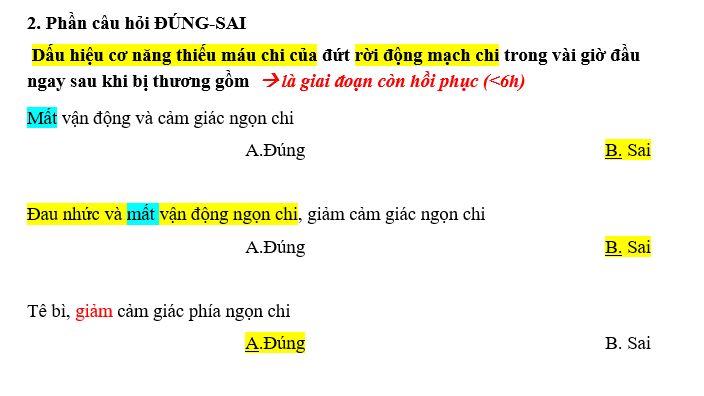 2. Phần câu hỏi ĐÚNG-SAI
Dấu hiệu cơ năng thiếu máu chi của đứt rời động mạch chi trong vài giờ đầu
ngay sau khi bị thương gồm → là giai đoạn còn hồi phục (<6h)
Mất vận động và cảm giác ngọn chi
A.Đúng B. Sai
Đau nhức và mất vận động ngọn chi, giảm cảm giác ngọn chi
A.Đúng B. Sai
Tê bì, giảm cảm giác phía ngọn chi
A.Đúng B. Sai